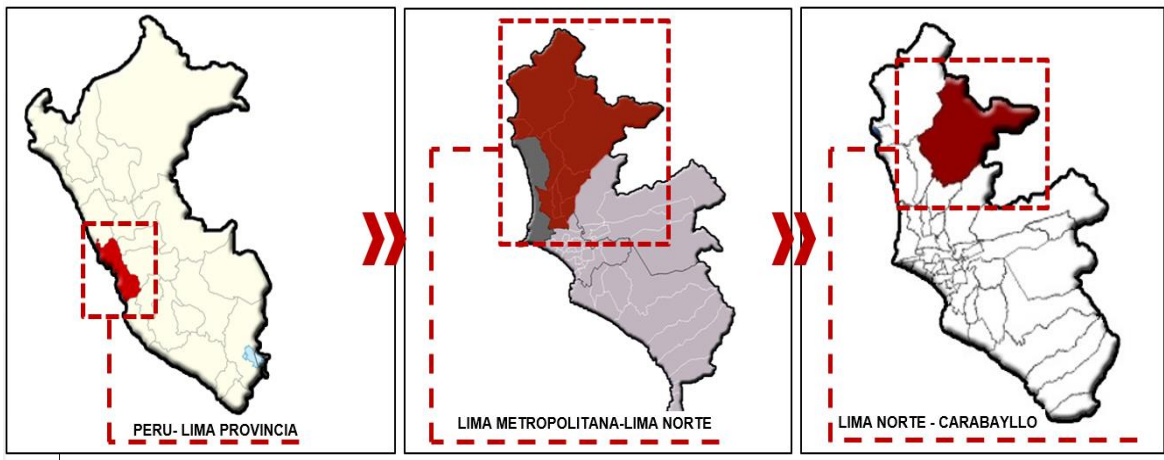 PERU- LIMA PROVINCIA
LIMA METROPOLITANA-LIMA NORTE
LIMA NORTE - CARABAYLLO